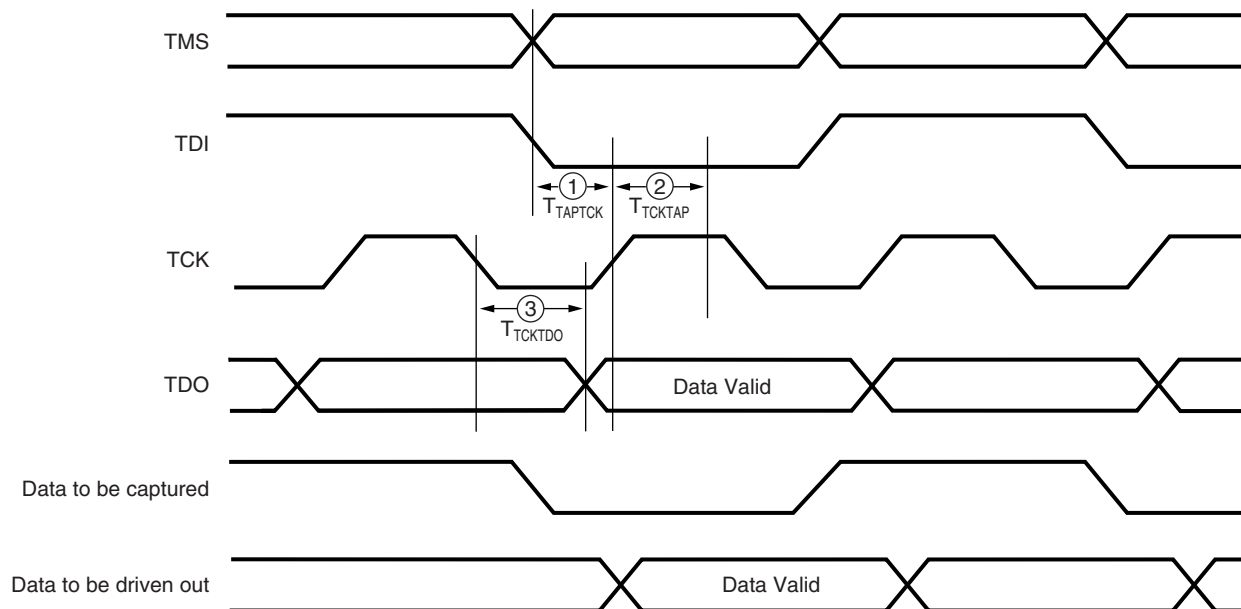 TMS
TDI
1 2
TTAPTCK TTCKTAP
TCK
3
TTCKTDO
TDO Data Valid
Data to be captured
Data to be driven out Data Valid